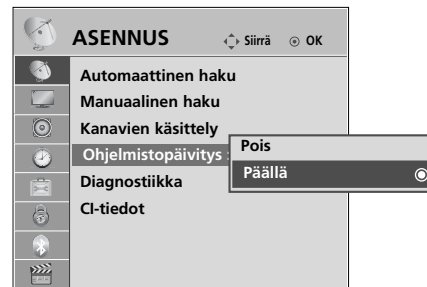 ASENNUS Siirrä OK
Automaattinen haku
Manuaalinen haku
Kanavien käsittely
Ohjelmistopäivitys :
Pois
Päällä
Diagnostiikka
CI-tiedot